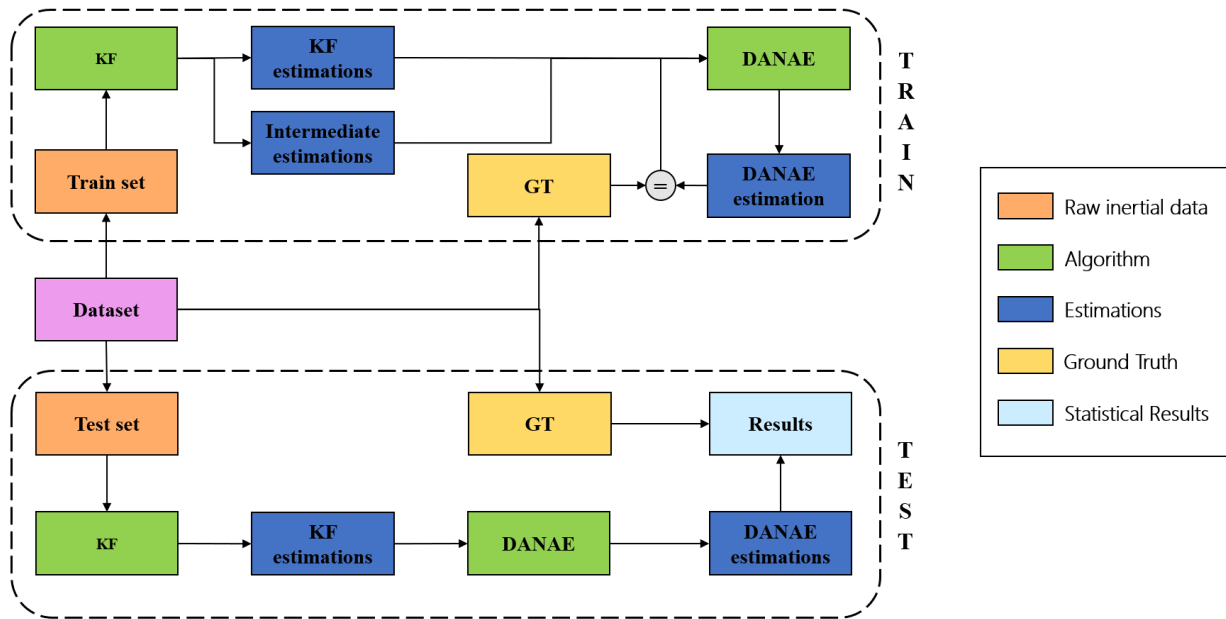 KF
KF
estimations
DANAE
Intermediate
estimations
Train set
GT
=
DANAE
estimation
T
R
A
I
N
Dataset
Test set
GT
Results
KF
KF
estimations
DANAE
DANAE
estimations
T
E
S
T
Raw inertial data
Algorithm
Estimations
Ground Truth
Statistical Results